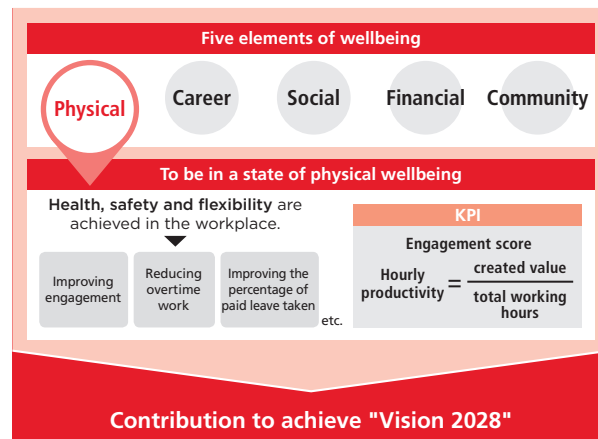 Five elements of wellbeing
Physical
Career
Social
Financial
Community
To be in a state of physical wellbeing
Health, safety and flexibility are
achieved in the workplace.
Improving
engagement
Reducing
overtime
work
Improving the
percentage of
paid leave taken
etc.
KPI
Engagement score
Hourly
productivity
=
created value
total working
hours
Contribution to achieve "Vision 2028"